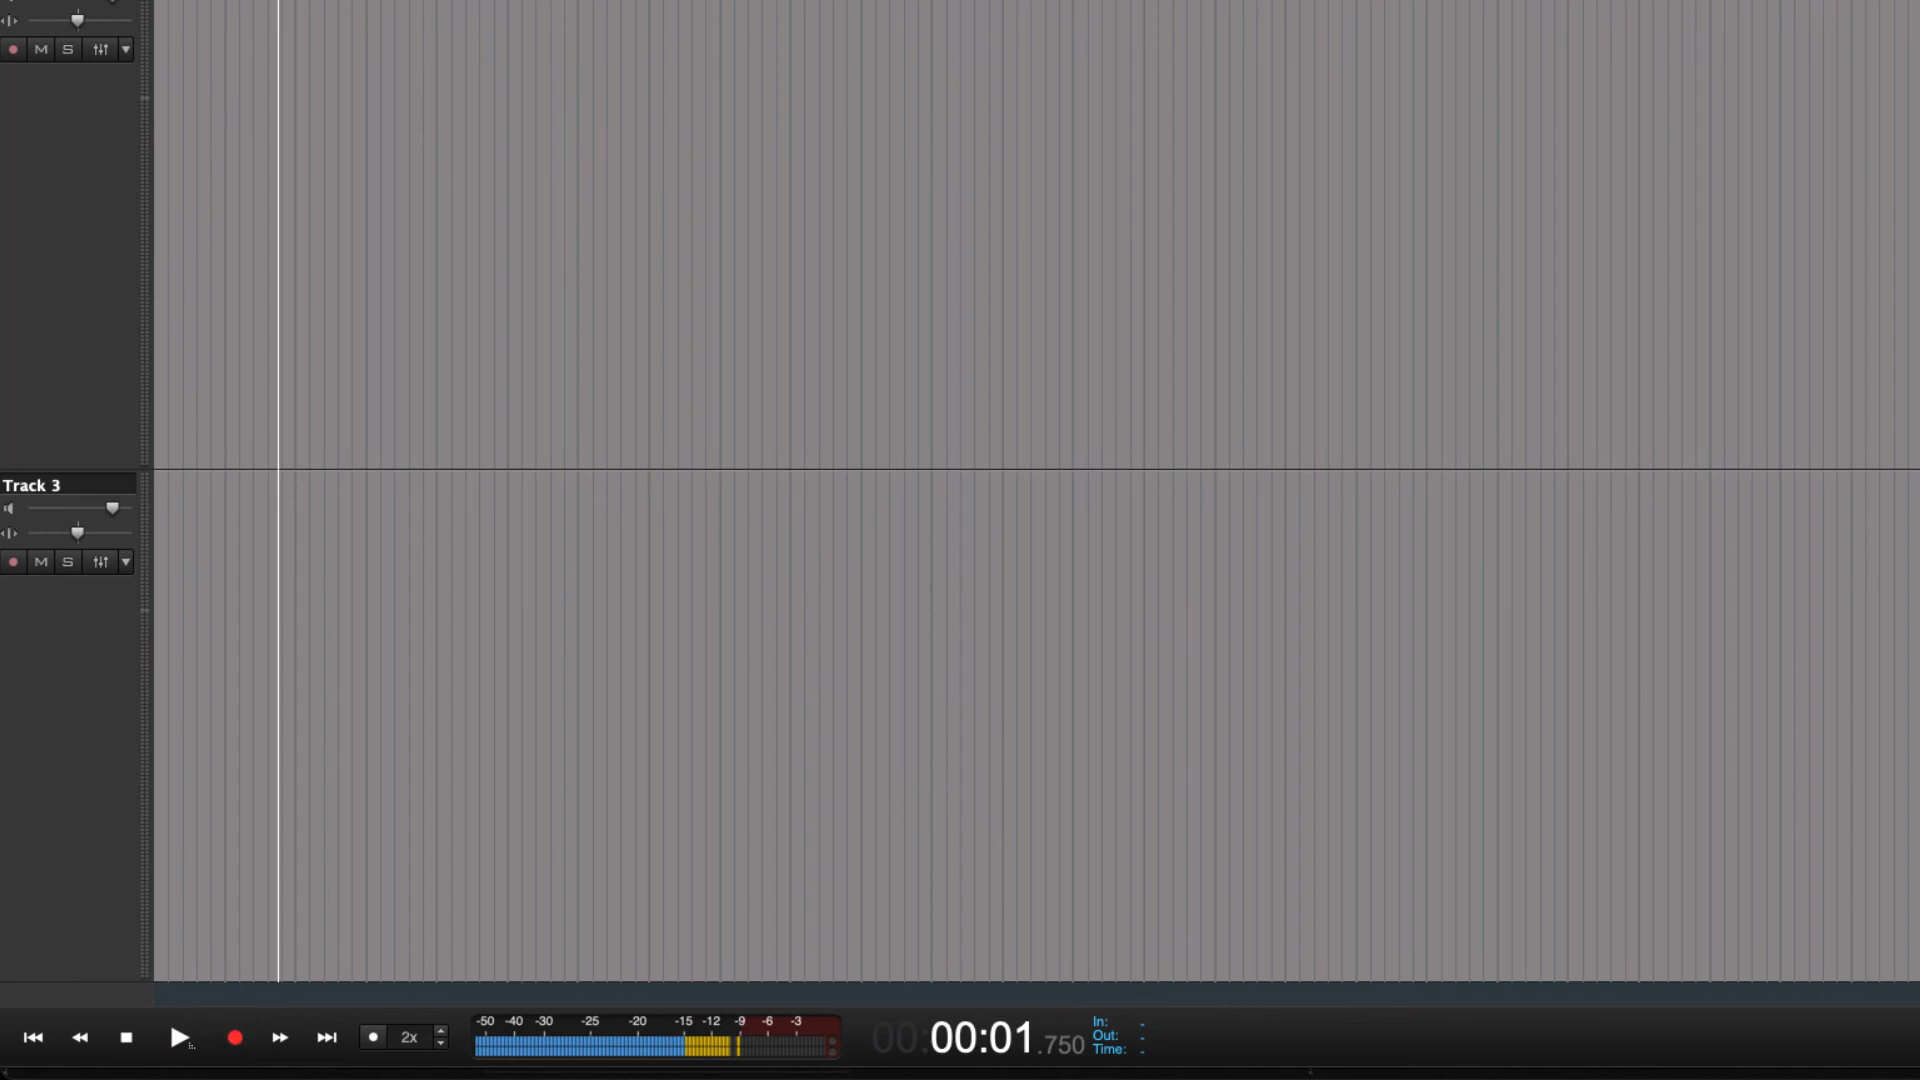 M S
Track 3
M S
2x
-50 -40 -30 -25 -20 -15 -12 -9 -6 -3
00:00:01.750
In: -
Out: -
Time: -